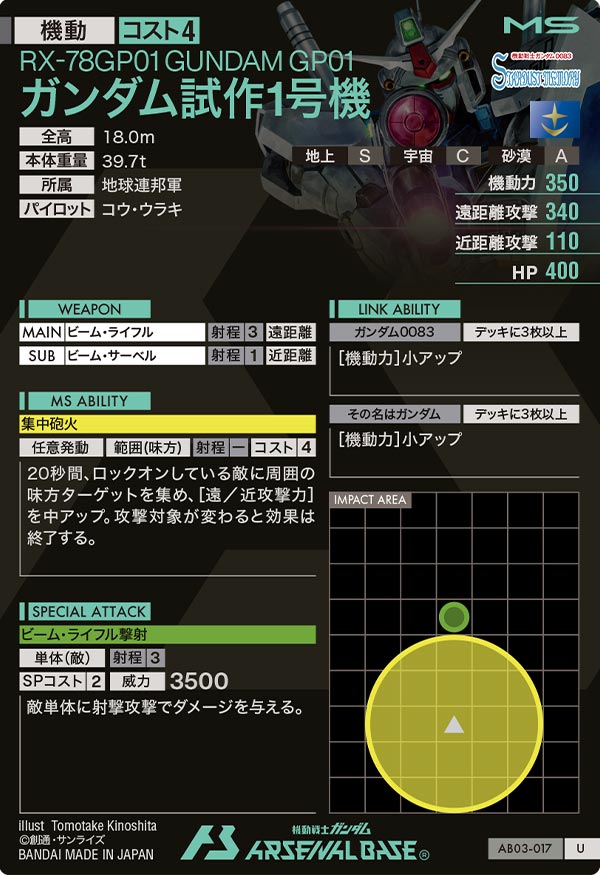 機動 コスト4
MS
RX-78GP01 GUNDAM GP01
ガンダム試作1号機
機動戦士ガンダム0083
STARDUST MEMORY
全高 18.0m
本体重量 39.7t
所属 地球連邦軍
パイロット コウ・ウラキ
地上 S 宇宙 C 砂漠 A
機動力 350
遠距離攻撃 340
近距離攻撃 110
HP 400
WEAPON
MAIN ビーム・ライフル 射程 3 遠距離
SUB ビーム・サーベル 射程 1 近距離
MS ABILITY
集中砲火
任意発動 範囲(味方) 射程 ー コスト 4
20秒間、ロックオンしている敵に周囲の
味方ターゲットを集め、[遠／近攻撃力]
を中アップ。攻撃対象が変わると効果は
終了する。
SPECIAL ATTACK
ビーム・ライフル撃射
単体(敵) 射程 3
SPコスト 2 威力 3500
敵単体に射撃攻撃でダメージを与える。
LINK ABILITY
ガンダム0083 デッキに3枚以上
[機動力]小アップ
その名はガンダム デッキに3枚以上
[機動力]小アップ
IMPACT AREA
illust Tomotake Kinoshita
©創通・サンライズ
BANDAI MADE IN JAPAN
機動戦士ガンダム
ARSENAL BASE®
AB03-017 U